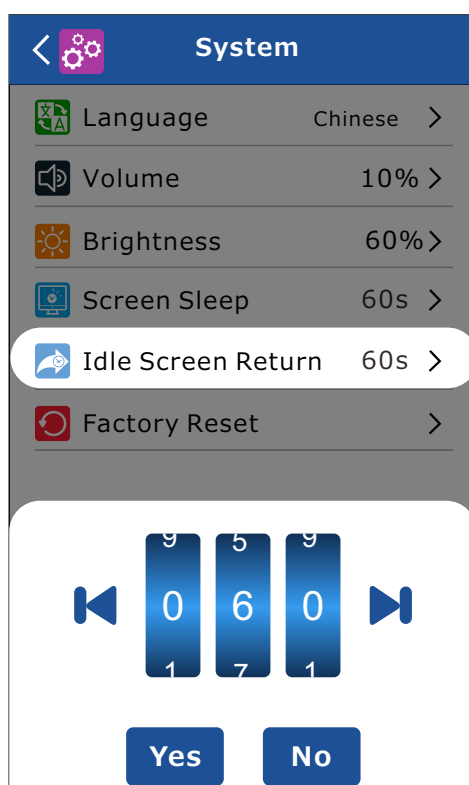 System
Language Chinese
Volume 10%
Brightness 60%
Screen Sleep 60s
Idle Screen Return 60s
Factory Reset
9 5 9
0 6 0
1 7 1
Yes No